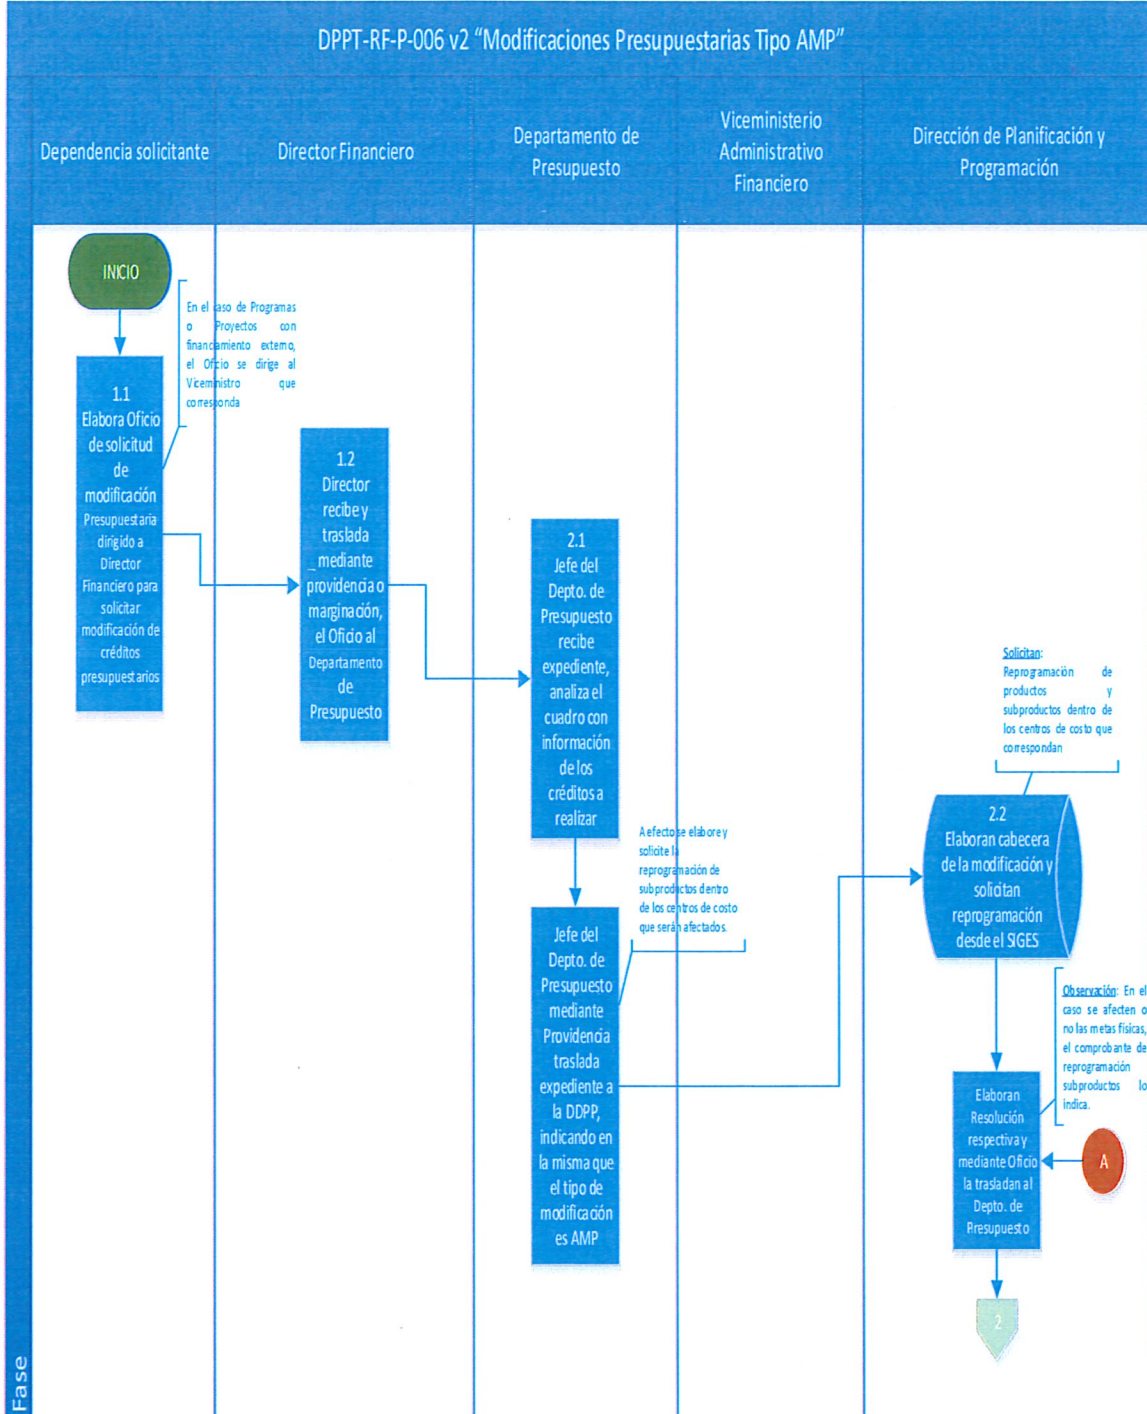 DPPT-RF-P-006 v2 “Modificaciones Presupuestarias Tipo AMP”
Dependencia solicitante
Director Financiero
Departamento de
Presupuesto
Viceministerio
Administrativo
Financiero
Dirección de Planificación y
Programación
INICIO
En el caso de Programas
o Proyectos con
financiamiento externo,
el Oficio se dirige al
Viceministro que
corresponda
1.1
Elabora Oficio
de solicitud
de
modificación
Presupuestaria
dirigido a
Director
Financiero para
solicitar
modificación de
créditos
presupuestarios
1.2
Director
recibe y
traslada
mediante
providencia o
marginación,
el Oficio al
Departamento
de
Presupuesto
2.1
Jefe del
Depto. de
Presupuesto
recibe
expediente,
analiza el
cuadro con
información
de los
créditos a
realizar
A efecto se elabore y
solicite la
reprogramación de
subproductos dentro
de los centros de costo
que serán afectados.
Jefe del
Depto. de
Presupuesto
mediante
Providencia
traslada
expediente a
la DDPP,
indicando en
la misma que
el tipo de
modificación
es AMP
Solicitan:
Reprogramación de
productos y
subproductos dentro de
los centros de costo que
correspondan
2.2
Elaboran cabecera
de la modificación y
solicitan
reprogramación
desde el SIGES
Observación: En el
caso se afecten o
no las metas físicas,
el comprobante de
reprogramación
subproductos lo
indica.
Elaboran
Resolución
respectiva y
mediante Oficio
la trasladan al
Depto. de
Presupuesto
A
2
Fase